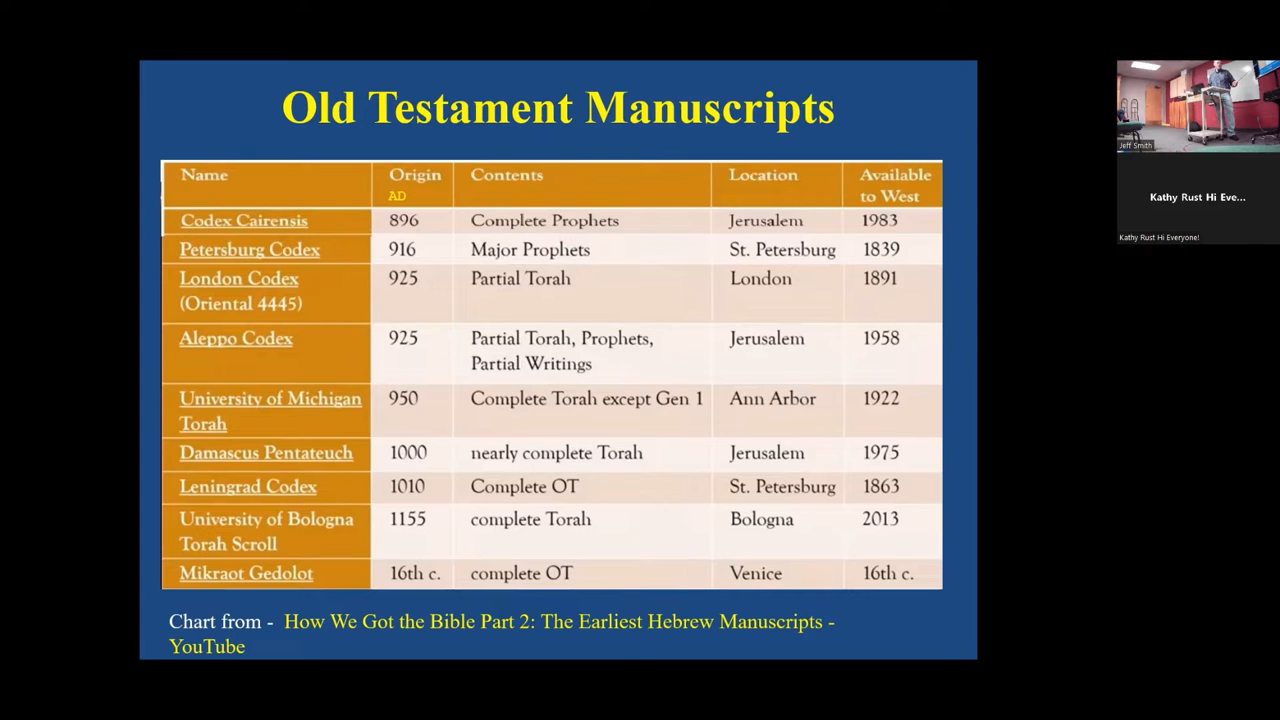 Old Testament Manuscripts
Name Origin Contents Location Available
AD to West
Codex Cairensis 896 Complete Prophets Jerusalem 1983
Petersburg Codex 916 Major Prophets St. Petersburg 1839
London Codex 925 Partial Torah London 1891
(Oriental 4445)
Aleppo Codex 925 Partial Torah, Prophets, Jerusalem 1958
Partial Writings
University of Michigan 950 Complete Torah except Gen 1 Ann Arbor 1922
Torah
Damascus Pentateuch 1000 nearly complete Torah Jerusalem 1975
Leningrad Codex 1010 Complete OT St. Petersburg 1863
University of Bologna 1155 complete Torah Bologna 2013
Torah Scroll
Mikraot Gedolot 16th c. complete OT Venice 16th c.
Chart from - How We Got the Bible Part 2: The Earliest Hebrew Manuscripts -
YouTube
Jeff Smith
Kathy Rust Hi Eve...
Kathy Rust Hi Everyone!